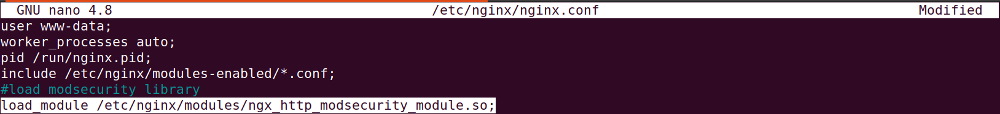 GNU nano 4.8 /etc/nginx/nginx.conf Modified
user www-data;
worker_processes auto;
pid /run/nginx.pid;
include /etc/nginx/modules-enabled/*.conf;
#load modsecurity library
load_module /etc/nginx/modules/ngx_http_modsecurity_module.so;